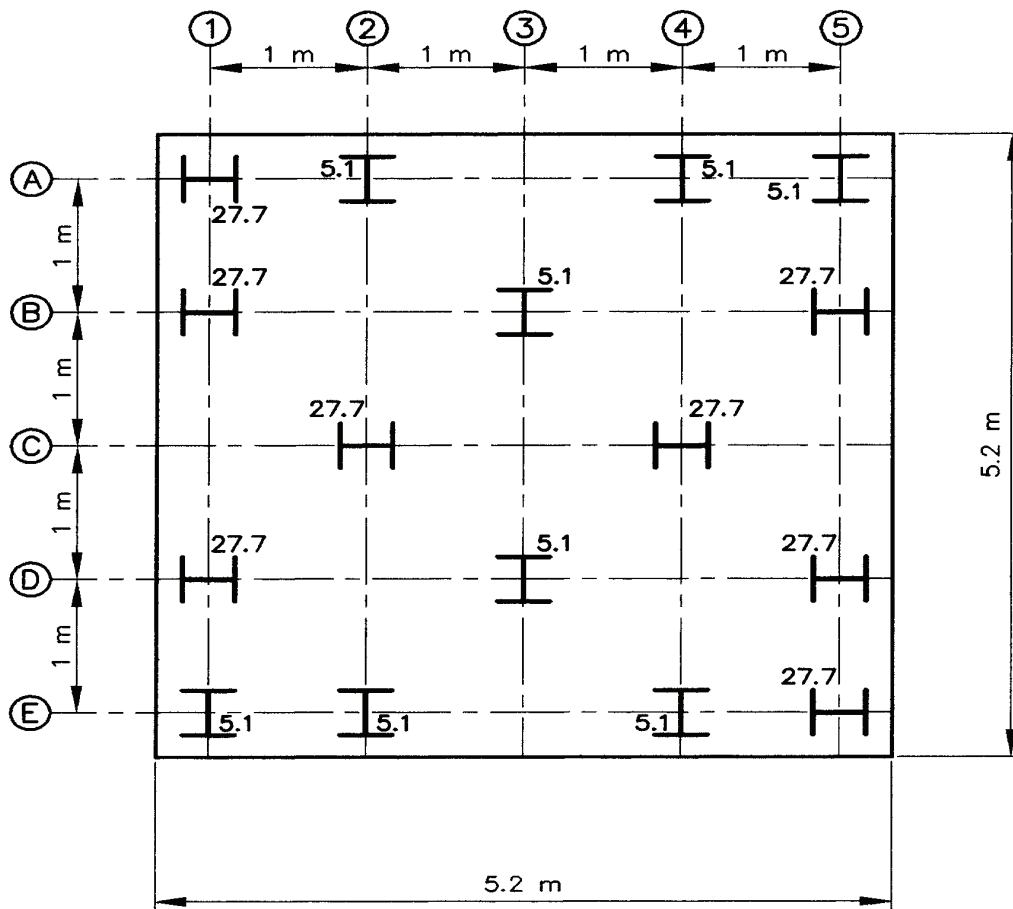 1 2 3 4 5
1 m 1 m 1 m 1 m
A 5.1 5.1 5.1
27.7
1 m
27.7 5.1 27.7
B
1 m
27.7 27.7
C
5.2 m
1 m
27.7 5.1 27.7
D
1 m
27.7
E 5.1 5.1 5.1
5.2 m